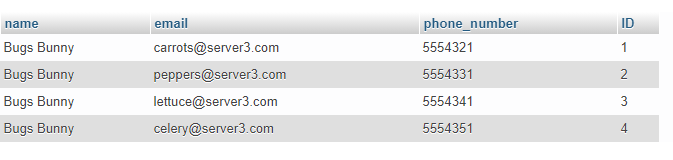 name email phone_number ID
Bugs Bunny carrots@server3.com 5554321 1
Bugs Bunny peppers@server3.com 5554331 2
Bugs Bunny lettuce@server3.com 5554341 3
Bugs Bunny celery@server3.com 5554351 4